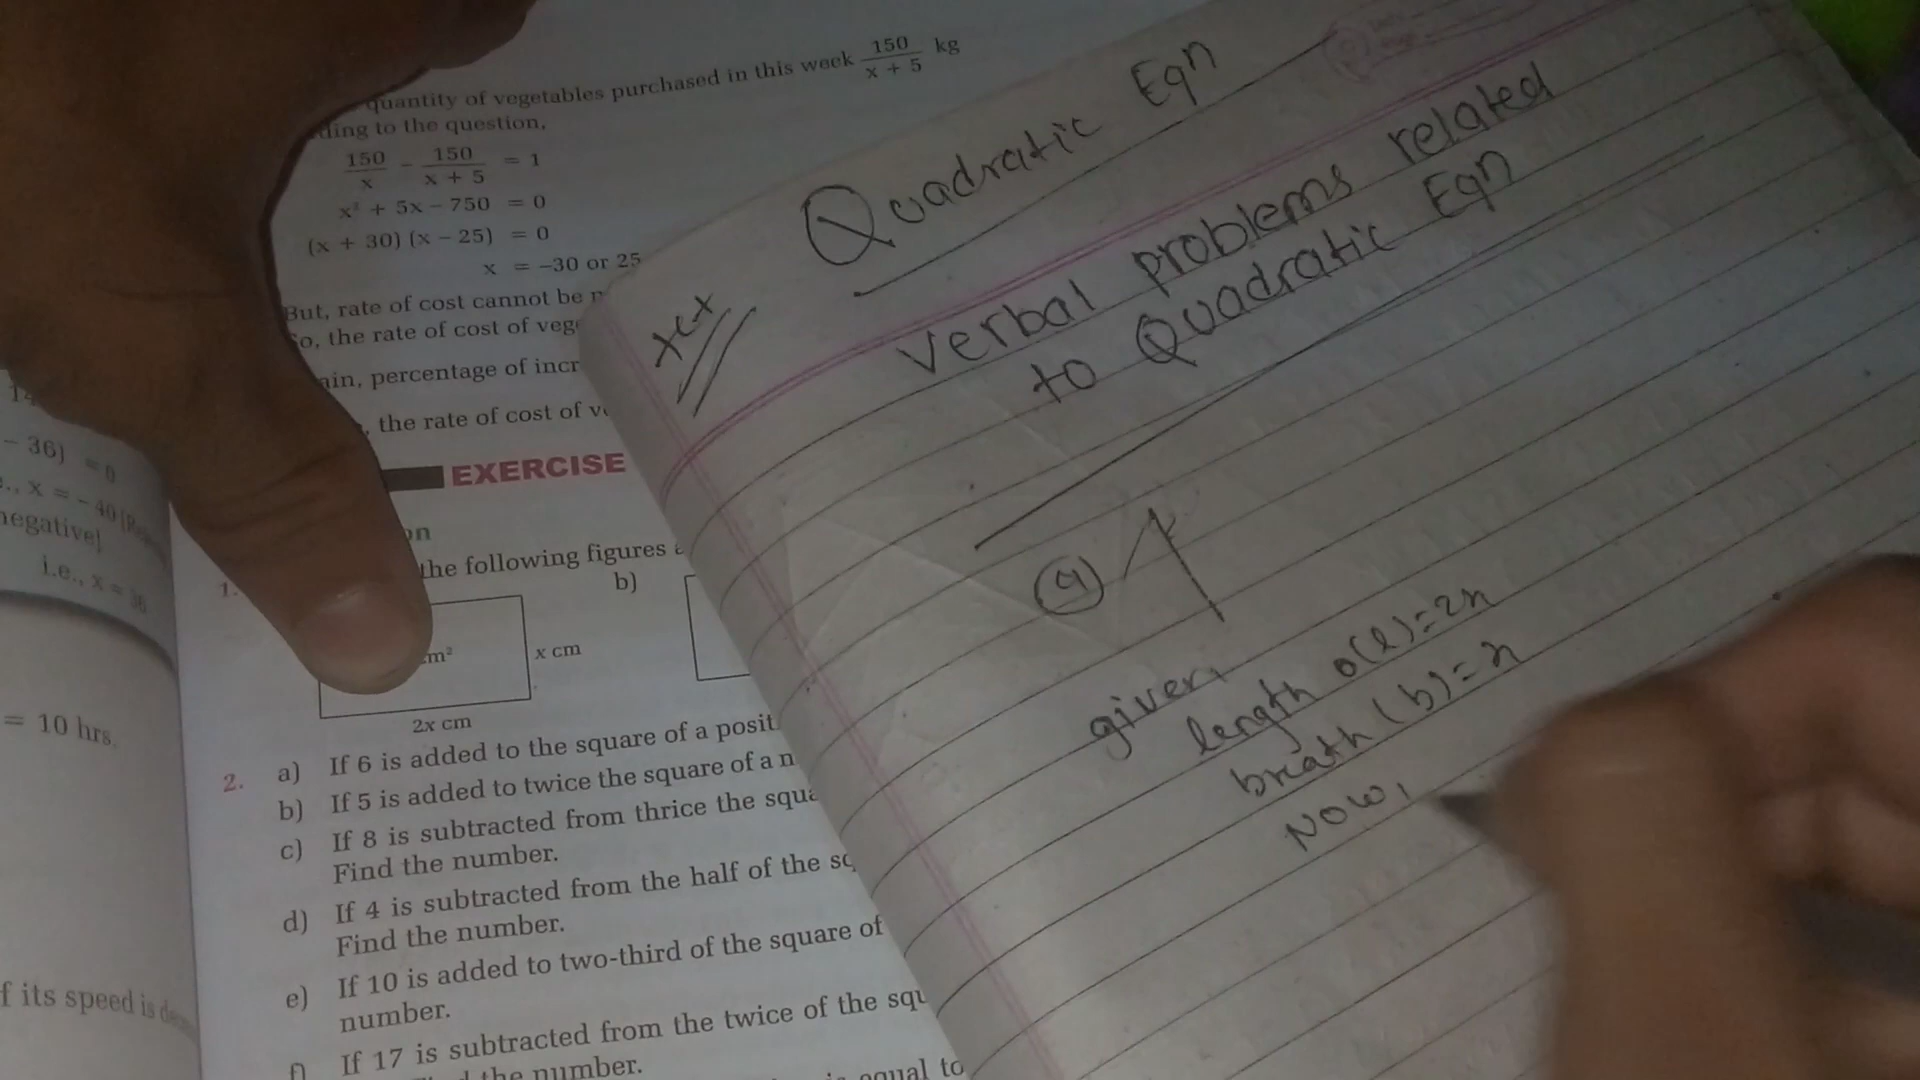 quantity of vegetables purchased in this week 150 / x + 5 kg
ding to the question,
150 / x - 150 / x + 5 = 1
x² + 5x - 750 = 0
(x + 30) (x - 25) = 0
x = -30 or 25
But, rate of cost cannot be
So, the rate of cost of veg
ain, percentage of incr
the rate of cost of v
EXERCISE
on
1. the following figures
b)
m²
x cm
2x cm
2. a) If 6 is added to the square of a posit
b) If 5 is added to twice the square of a n
c) If 8 is subtracted from thrice the squa
Find the number.
d) If 4 is subtracted from the half of the sq
Find the number.
e) If 10 is added to two-third of the square of
number.
f) If 17 is subtracted from the twice of the squ
the number.
equal to
- 36) = 0
x = - 40
negative]
i.e., x = 36
= 10 hrs.
f its speed is
Quadratic Eqn
Verbal problems related
to Quadratic Eqn
given,
length (l) = 2x
breath (b) = x
Now,